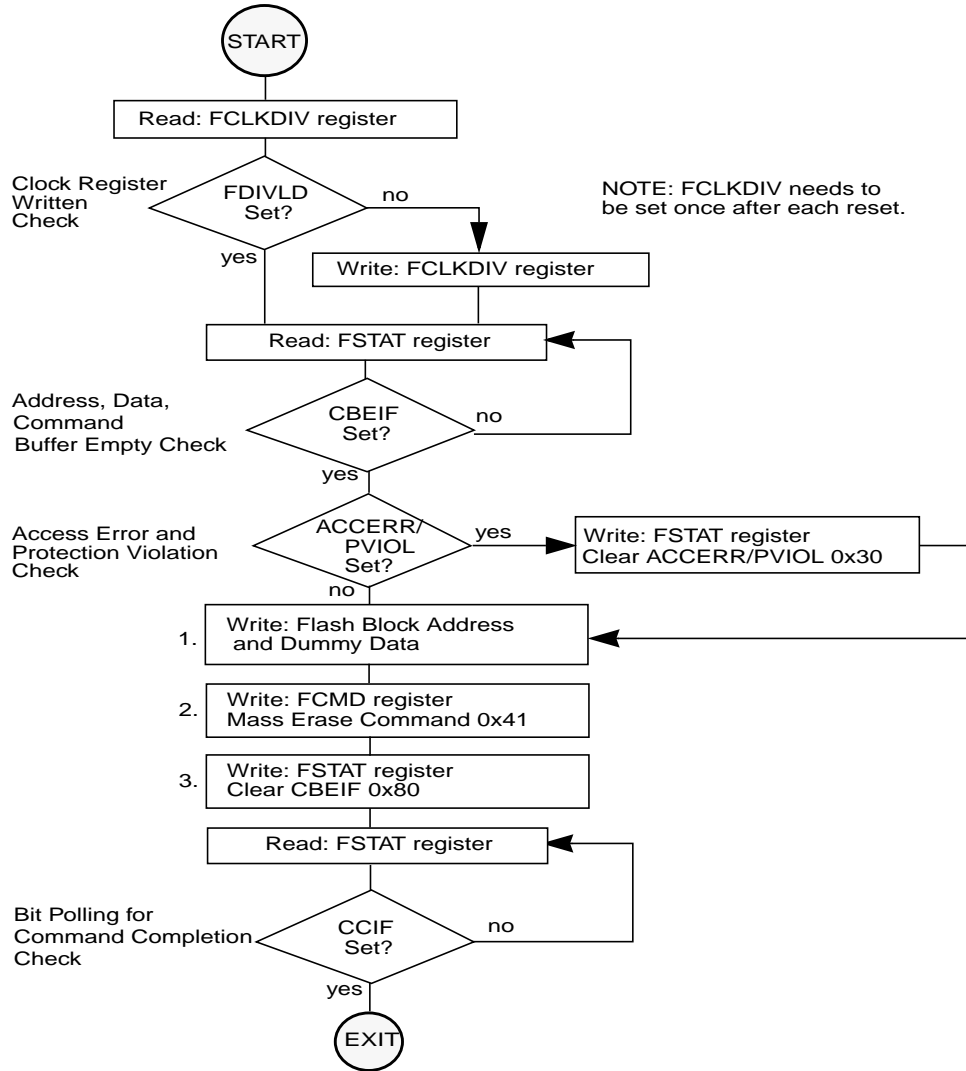 START
Read: FCLKDIV register
Clock Register
Written
Check
FDIVLD
Set?
no
yes
NOTE: FCLKDIV needs to
be set once after each reset.
Write: FCLKDIV register
Read: FSTAT register
Address, Data,
Command
Buffer Empty Check
CBEIF
Set?
no
yes
Access Error and
Protection Violation
Check
ACCERR/
PVIOL
Set?
yes
no
Write: FSTAT register
Clear ACCERR/PVIOL 0x30
1.
Write: Flash Block Address
and Dummy Data
2.
Write: FCMD register
Mass Erase Command 0x41
3.
Write: FSTAT register
Clear CBEIF 0x80
Read: FSTAT register
Bit Polling for
Command Completion
Check
CCIF
Set?
no
yes
EXIT